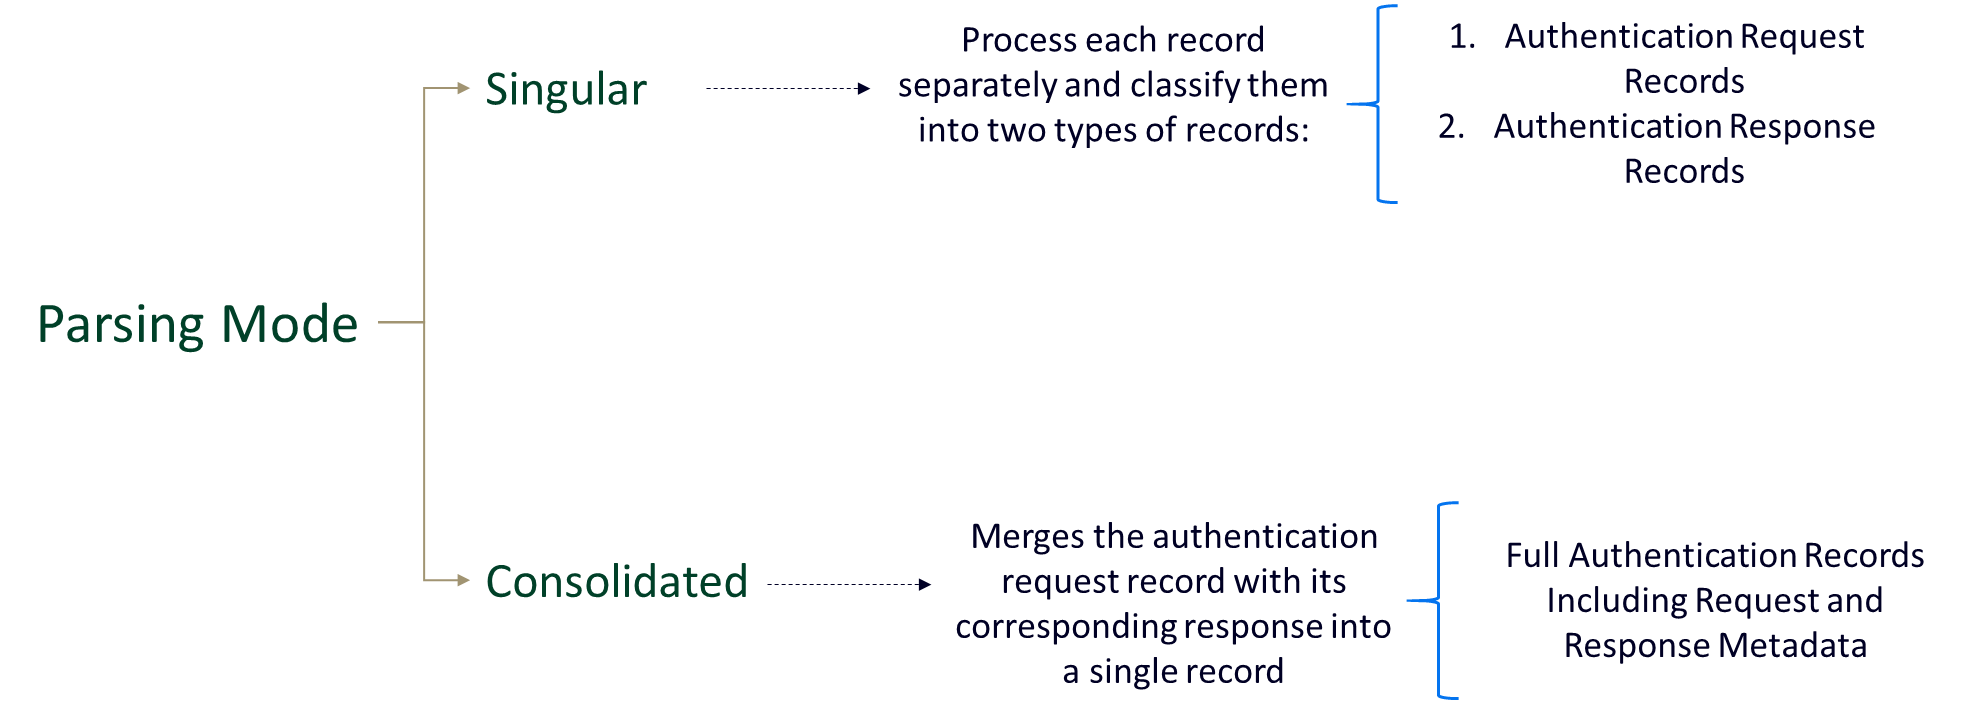 Parsing Mode
Singular
Process each record
separately and classify them
into two types of records:
1. Authentication Request
Records
2. Authentication Response
Records
Consolidated
Merges the authentication
request record with its
corresponding response into
a single record
Full Authentication Records
Including Request and
Response Metadata